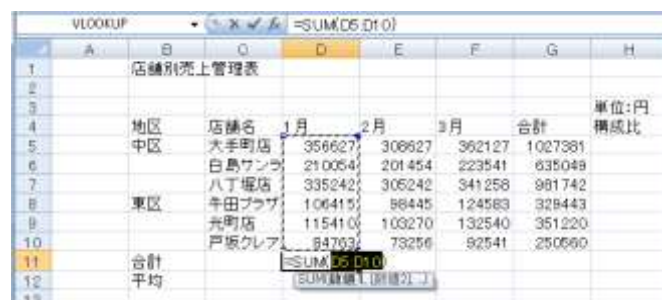 VLOOKUP =SUM(D5:D10)
A B C D E F G H
1 店舗別売上管理表
2
3 単位:円
4 地区 店舗名 1月 2月 3月 合計 構成比
5 中区 大手町店 356627 308627 362127 1027381
6 白島サンラ 210054 201454 223541 635049
7 八丁堀店 335242 305242 341258 981742
8 東区 牛田プラザ 106415 98445 124583 329443
9 光町店 115410 103270 132540 351220
10 戸坂クレア 84763 73256 92541 250560
11 合計 =SUM(D5:D10)
12 平均 SUM(数値1, [数値2], ...)